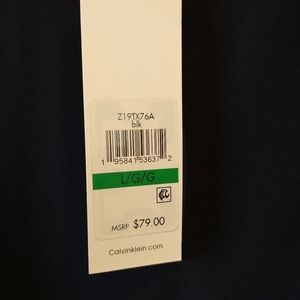 Z19TX76A
blk
1 95841 53637 2
L/G/G
MSRP $79.00
Calvinklein.com